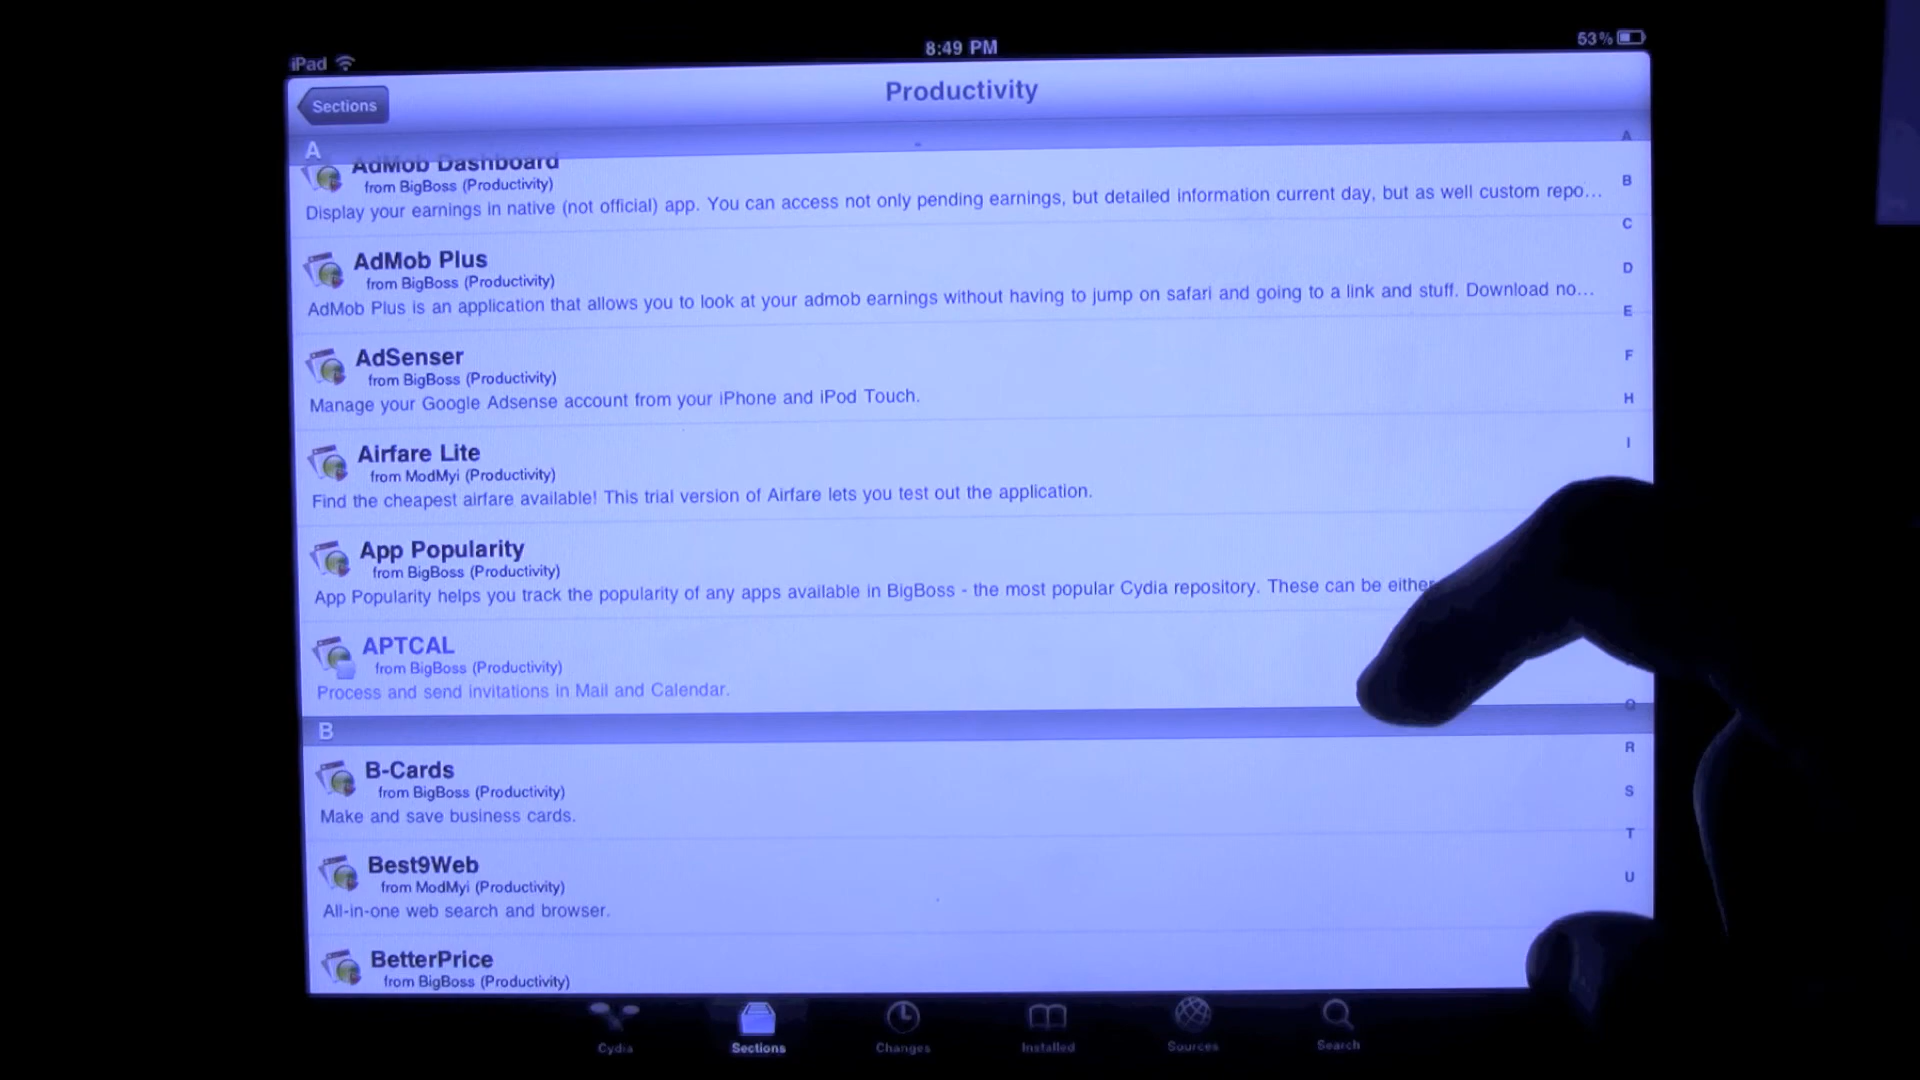 iPad
8:49 PM
53%
Sections
Productivity
A
AdMob Dashboard
from BigBoss (Productivity)
Display your earnings in native (not official) app. You can access not only pending earnings, but detailed information current day, but as well custom repo...
AdMob Plus
from BigBoss (Productivity)
AdMob Plus is an application that allows you to look at your admob earnings without having to jump on safari and going to a link and stuff. Download no...
AdSenser
from BigBoss (Productivity)
Manage your Google Adsense account from your iPhone and iPod Touch.
Airfare Lite
from ModMyi (Productivity)
Find the cheapest airfare available! This trial version of Airfare lets you test out the application.
App Popularity
from BigBoss (Productivity)
App Popularity helps you track the popularity of any apps available in BigBoss - the most popular Cydia repository. These can be either
APTCAL
from BigBoss (Productivity)
Process and send invitations in Mail and Calendar.
B
B-Cards
from BigBoss (Productivity)
Make and save business cards.
Best9Web
from ModMyi (Productivity)
All-in-one web search and browser.
BetterPrice
from BigBoss (Productivity)
A
B
C
D
E
F
H
I
Q
R
S
T
U
Cydia
Sections
Changes
Installed
Sources
Search